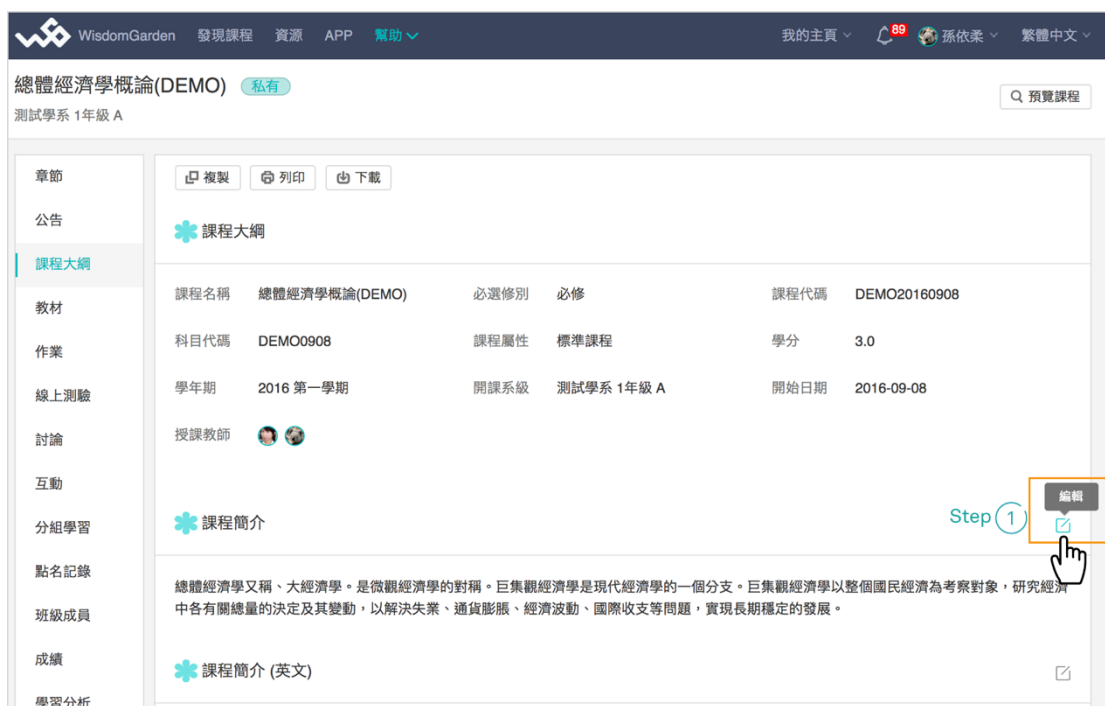 WisdomGarden 發現課程 資源 APP 幫助 我的主頁 89 孫依柔 繁體中文
總體經濟學概論(DEMO) 私有
預覽課程
測試學系 1年級 A
章節
公告
課程大綱
教材
作業
線上測驗
討論
互動
分組學習
點名記錄
班級成員
成績
學習分析
複製 列印 下載
課程大綱
課程名稱 總體經濟學概論(DEMO) 必選修別 必修 課程代碼 DEMO20160908
科目代碼 DEMO0908 課程屬性 標準課程 學分 3.0
學年期 2016 第一學期 開課系級 測試學系 1年級 A 開始日期 2016-09-08
授課教師
編輯
課程簡介 Step 1
總體經濟學又稱、大經濟學。是微觀經濟學的對稱。巨集觀經濟學是現代經濟學的一個分支。巨集觀經濟學以整個國民經濟為考察對象，研究經濟
中各有關總量的決定及其變動，以解決失業、通貨膨脹、經濟波動、國際收支等問題，實現長期穩定的發展。
課程簡介 (英文)